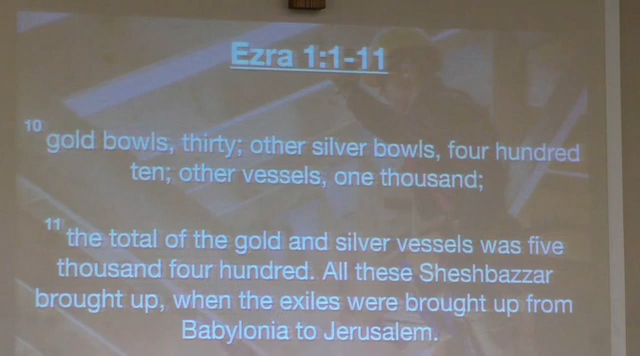 Ezra 1:1-11
10 gold bowls, thirty; other silver bowls, four hundred
ten; other vessels, one thousand;
11 the total of the gold and silver vessels was five
thousand four hundred. All these Sheshbazzar
brought up, when the exiles were brought up from
Babylonia to Jerusalem.